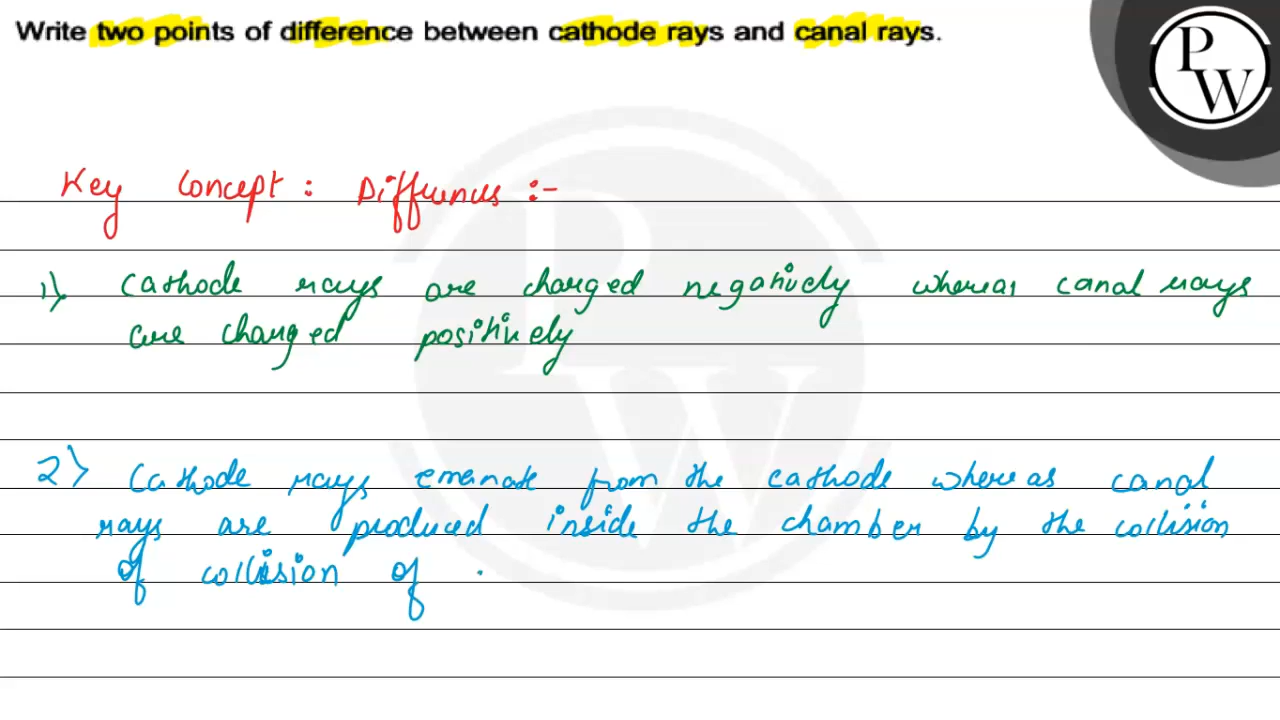 Write two points of difference between cathode rays and canal rays.
PW
Key Concept : Differences :-
1) Cathode rays are charged negatively whereas canal rays
are charged positively
2) Cathode rays emanate from the cathode whereas canal
rays are produced inside the chamber by the collision
of collision of